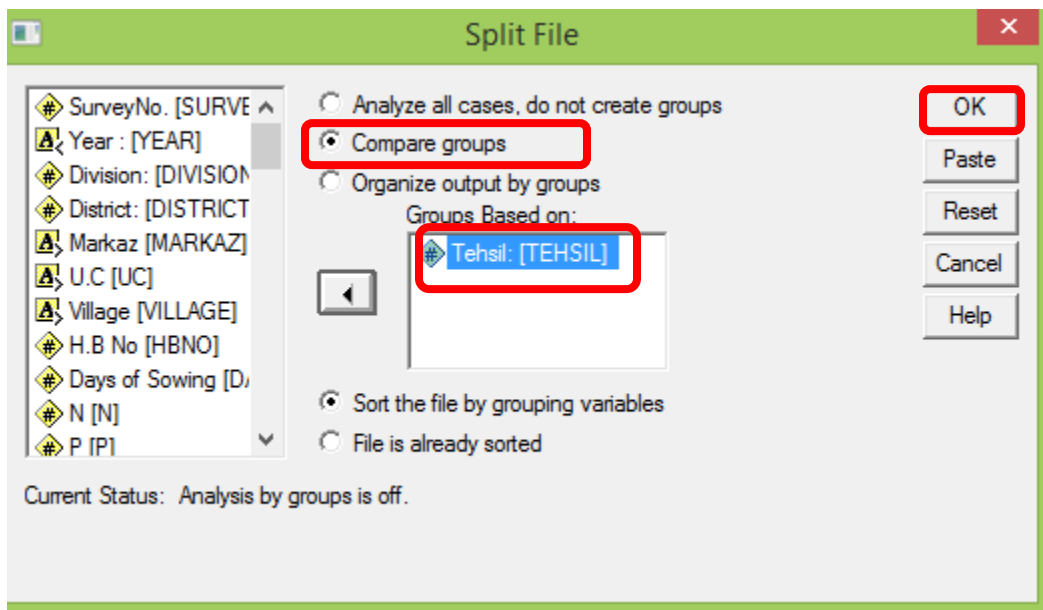 Split File
SurveyNo. [SURVE
Year : [YEAR]
Division: [DIVISION
District: [DISTRICT
Markaz [MARKAZ]
U.C [UC]
Village [VILLAGE]
H.B No [HBNO]
Days of Sowing [DA
N [N]
P [P]
Analyze all cases, do not create groups
Compare groups
Organize output by groups
Groups Based on:
Tehsil: [TEHSIL]
Sort the file by grouping variables
File is already sorted
OK
Paste
Reset
Cancel
Help
Current Status: Analysis by groups is off.